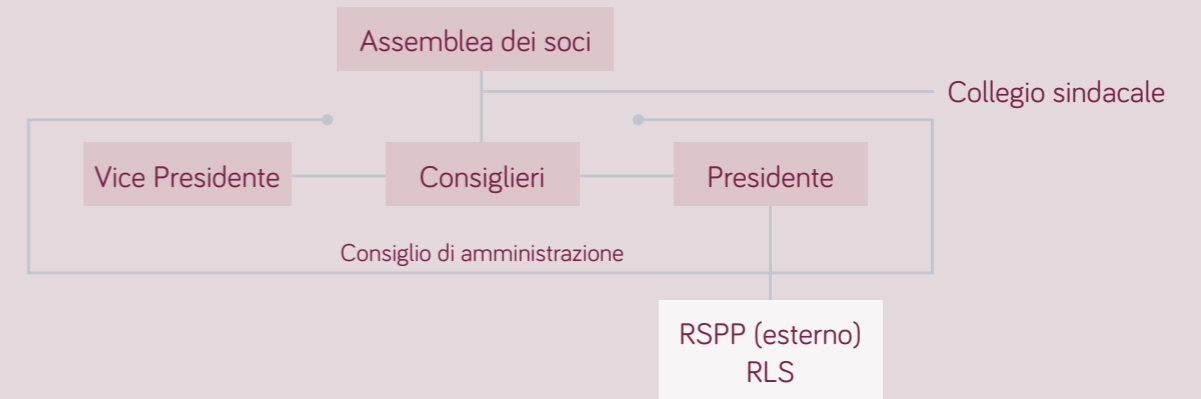 Assemblea dei soci
Collegio sindacale
Vice Presidente
Consiglieri
Presidente
Consiglio di amministrazione
RSPP (esterno)
RLS